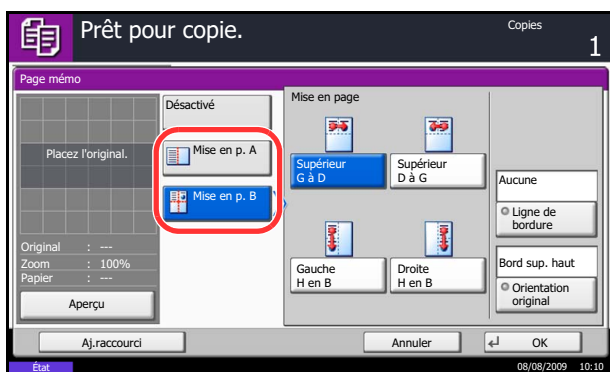 Prêt pour copie.
Copies
1
Page mémo
Placez l'original.
Original : ---
Zoom : 100%
Papier : ---
Aperçu
Désactivé
Mise en p. A
Mise en p. B
Mise en page
Supérieur
G à D
Supérieur
D à G
Gauche
H en B
Droite
H en B
Aucune
Ligne de
bordure
Bord sup. haut
Orientation
original
Aj.raccourci
Annuler
OK
État
08/08/2009 10:10